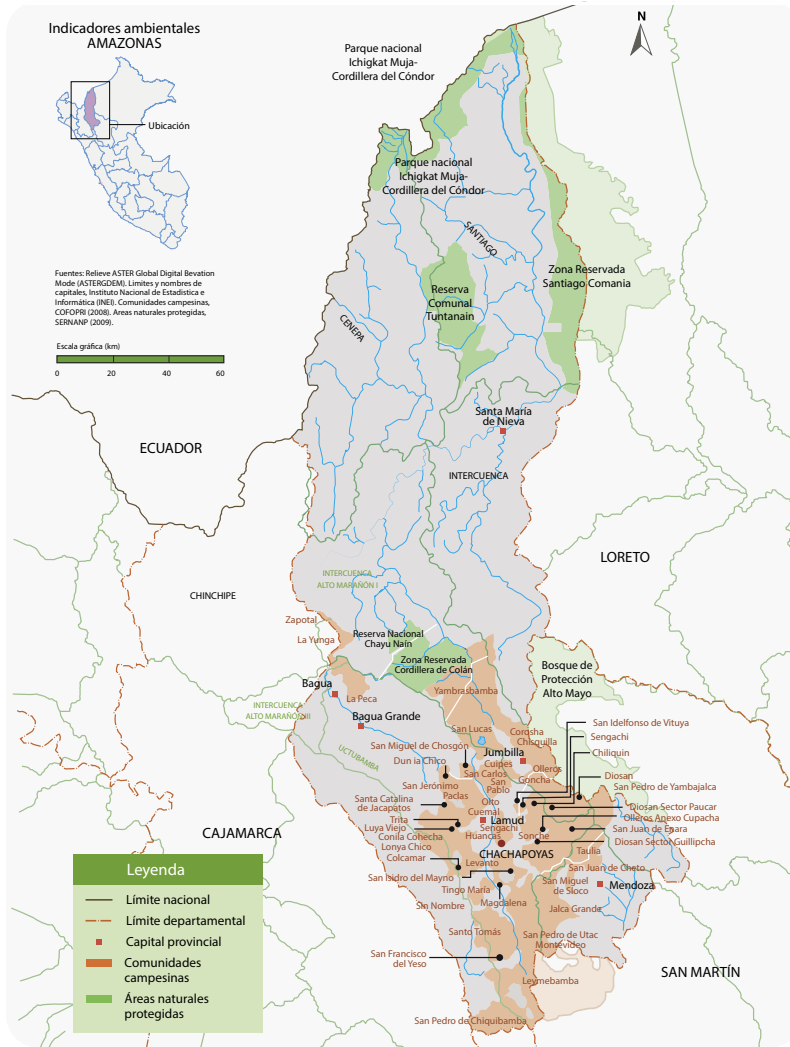 Indicadores ambientales
AMAZONAS
Ubicación
N
Parque nacional
Ichigkat Muja-
Cordillera del Cóndor
Parque nacional
Ichigkat Muja-
Cordillera del Cóndor
SANTIAGO
Zona Reservada
Santiago Comania
Reserva
Comunal
Tuntanain
CENEPA
Fuentes: Relieve ASTER Global Digital Bevation
Mode (ASTERGDEM). Limites y nombres de
capitales, Instituto Nacional de Estadistica e
Informática (INEI). Comunidades campesinas,
COFOPRI (2008). Areas naturales protegidas,
SERNANP (2009).
Escala gráfica (km)
0 20 40 60
Santa María
de Nieva
ECUADOR
INTERCUENCA
LORETO
INTERCUENCA
ALTO MARAÑÓN I
CHINCHIPE
Zapotal
La Yunga
Reserva Nacional
Chayu Naín
Zona Reservada
Cordillera de Colán
Bosque de
Protección
Alto Mayo
Bagua
La Peca
Yambrasbamba
INTERCUENCA
ALTO MARAÑÓN III
Bagua Grande
San Lucas
Corosha
Chisquilla
San Idelfonso de Vituya
Sengachi
Chiliquin
UCTUBAMBA
San Miguel de Chosgón
Jumbilla
Dun ia Chico
Cuipes
San Carlos
Olleros
Goncha
Diosan
San Jerónimo
San
Pablo
San Pedro de Yambajalca
Paclas
Santa Catalina
de Jacapatos
Olto
Diosan Sector Paucar
Cuemal
Olleros Apexo Cupacha
Trita
Lamud
Luya Viejo
Sengachi
San Juan de Epara
Conila Cohecha
Huancas
Sonche
Diosan Sector Guillipcha
Lonya Chico
CHACHAPOYAS
Taulia
CAJAMARCA
Colcamar
Levanto
San Juan de Cheto
San Isidro del Mayno
San Miguel
de Sloco
Mendoza
Tingo María
Sin Nombre
Magdalena
Jalca Grande
Santo Tomás
San Pedro de Utac
Montevideo
San Francisco
del Yeso
SAN MARTÍN
Leymebamba
San Pedro de Chiquibamba
Leyenda
Límite nacional
Límite departamental
Capital provincial
Comunidades
campesinas
Áreas naturales
protegidas